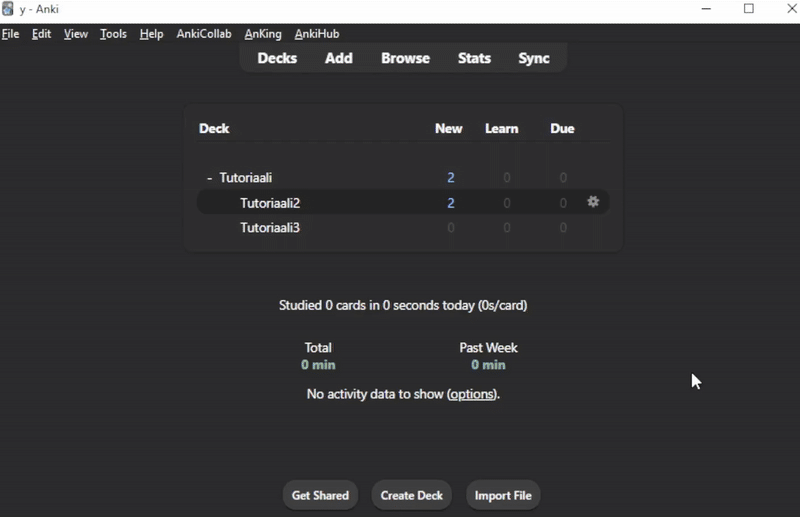 y - Anki
File Edit View Tools Help AnkiCollab AnKing AnkiHub
Decks Add Browse Stats Sync
Deck New Learn Due
- Tutoriaali 2 0 0
Tutoriaali2 2 0 0
Tutoriaali3 0 0 0
Studied 0 cards in 0 seconds today (0s/card)
Total Past Week
0 min 0 min
No activity data to show (options).
Get Shared Create Deck Import File